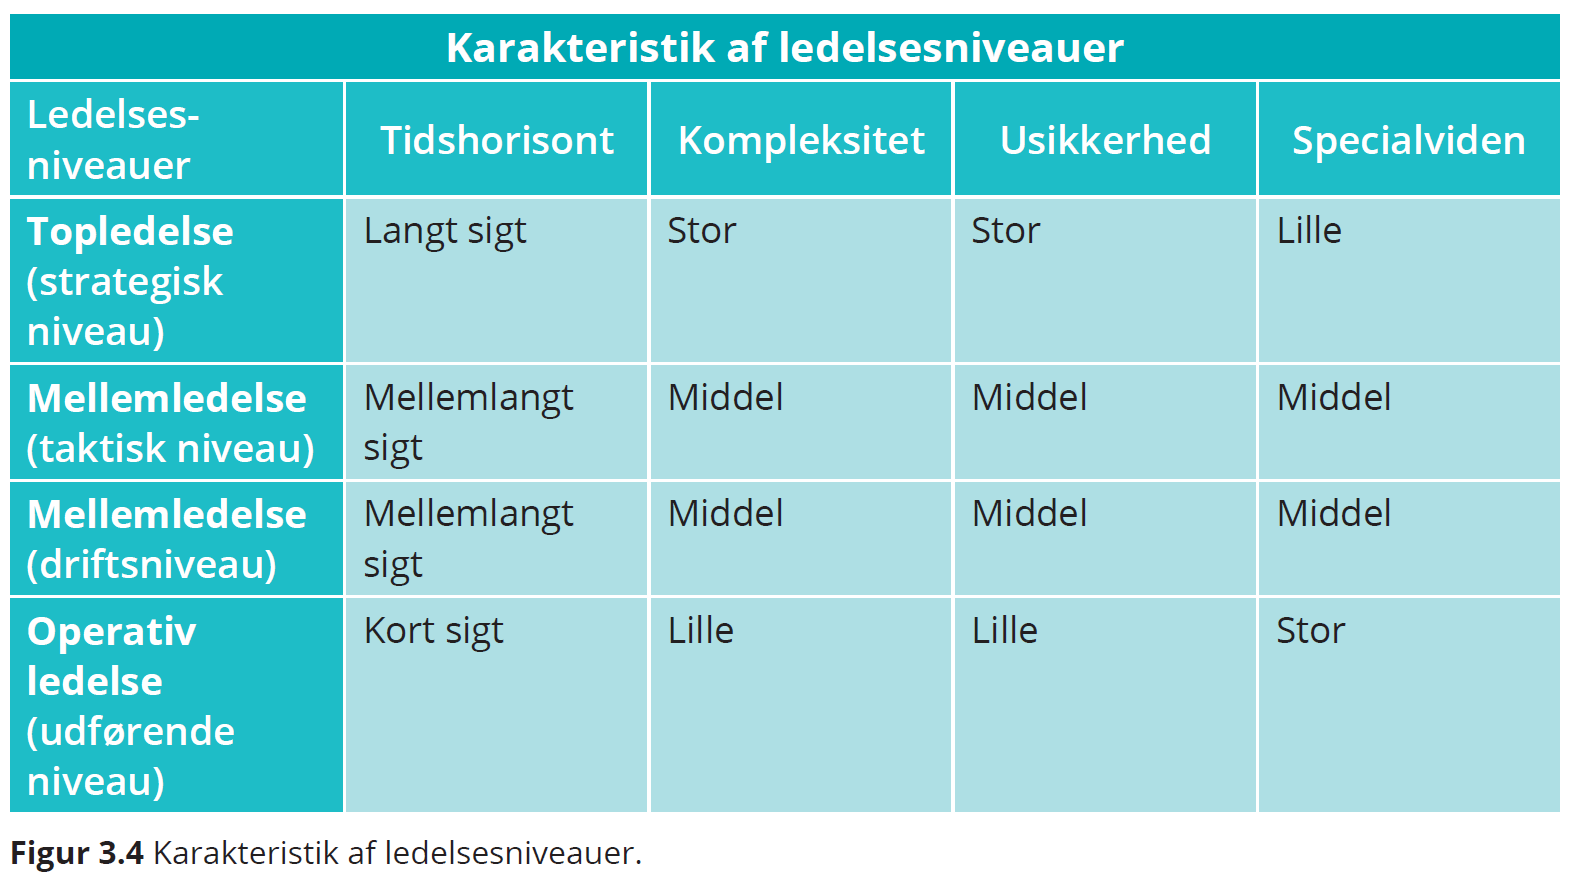 Karakteristik af ledelsesniveauer
Ledelses-
niveauer
Tidshorisont
Kompleksitet
Usikkerhed
Specialviden
Topledelse
(strategisk
niveau)
Langt sigt
Stor
Stor
Lille
Mellemledelse
(taktisk niveau)
Mellemlangt
sigt
Middel
Middel
Middel
Mellemledelse
(driftsniveau)
Mellemlangt
sigt
Middel
Middel
Middel
Operativ
ledelse
(udførende
niveau)
Kort sigt
Lille
Lille
Stor
Figur 3.4 Karakteristik af ledelsesniveauer.